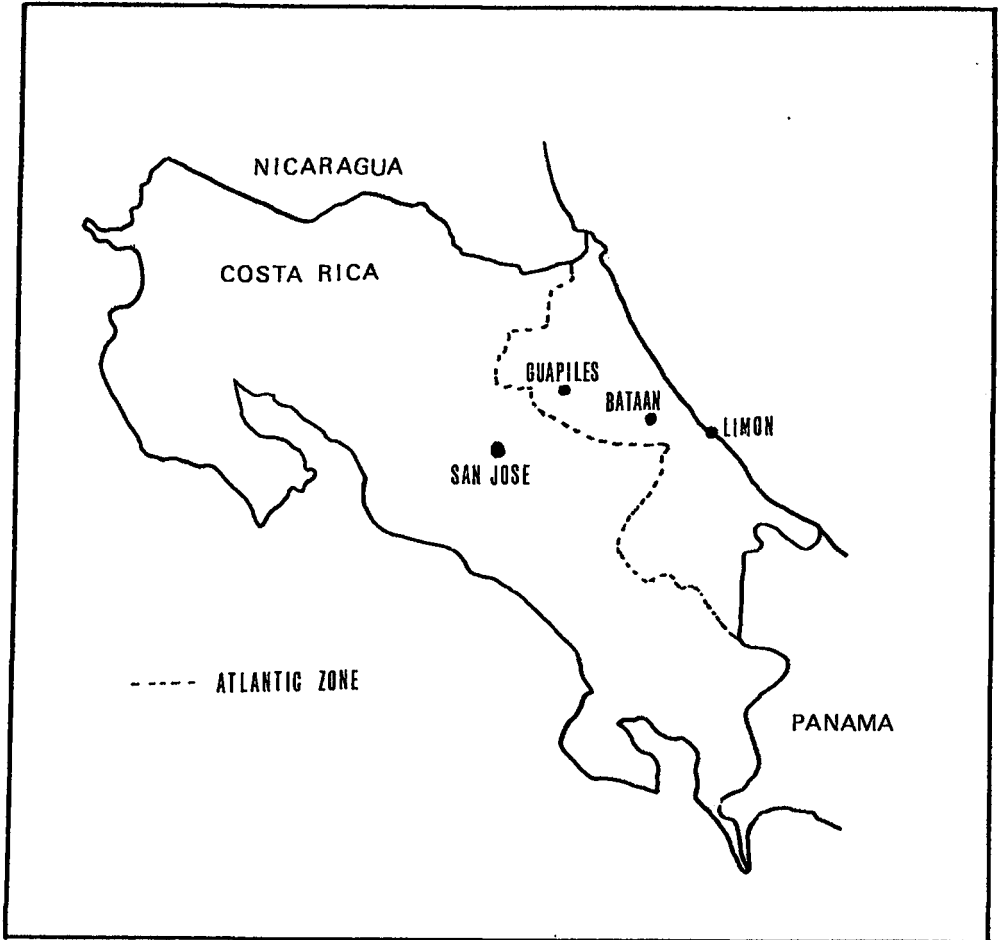 NICARAGUA
COSTA RICA
GUAPILES
BATAAN
LIMON
SAN JOSE
ATLANTIC ZONE
PANAMA